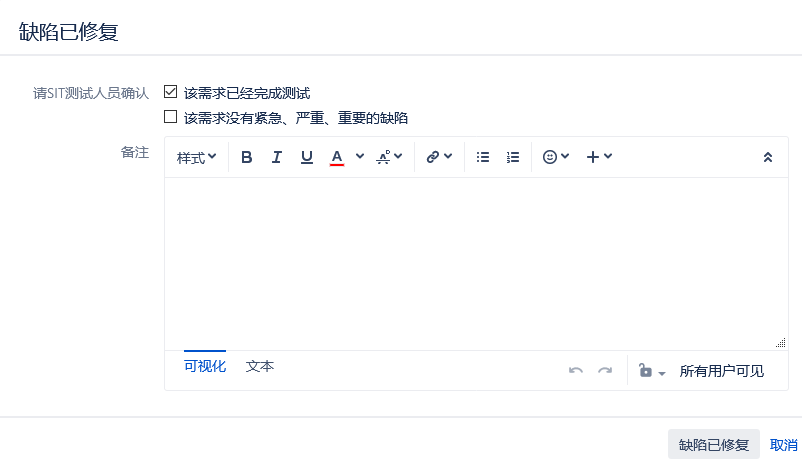 缺陷已修复
请SIT测试人员确认 该需求已经完成测试
该需求没有紧急、严重、重要的缺陷
备注
样式 B I U A
可视化 文本 所有用户可见
缺陷已修复 取消